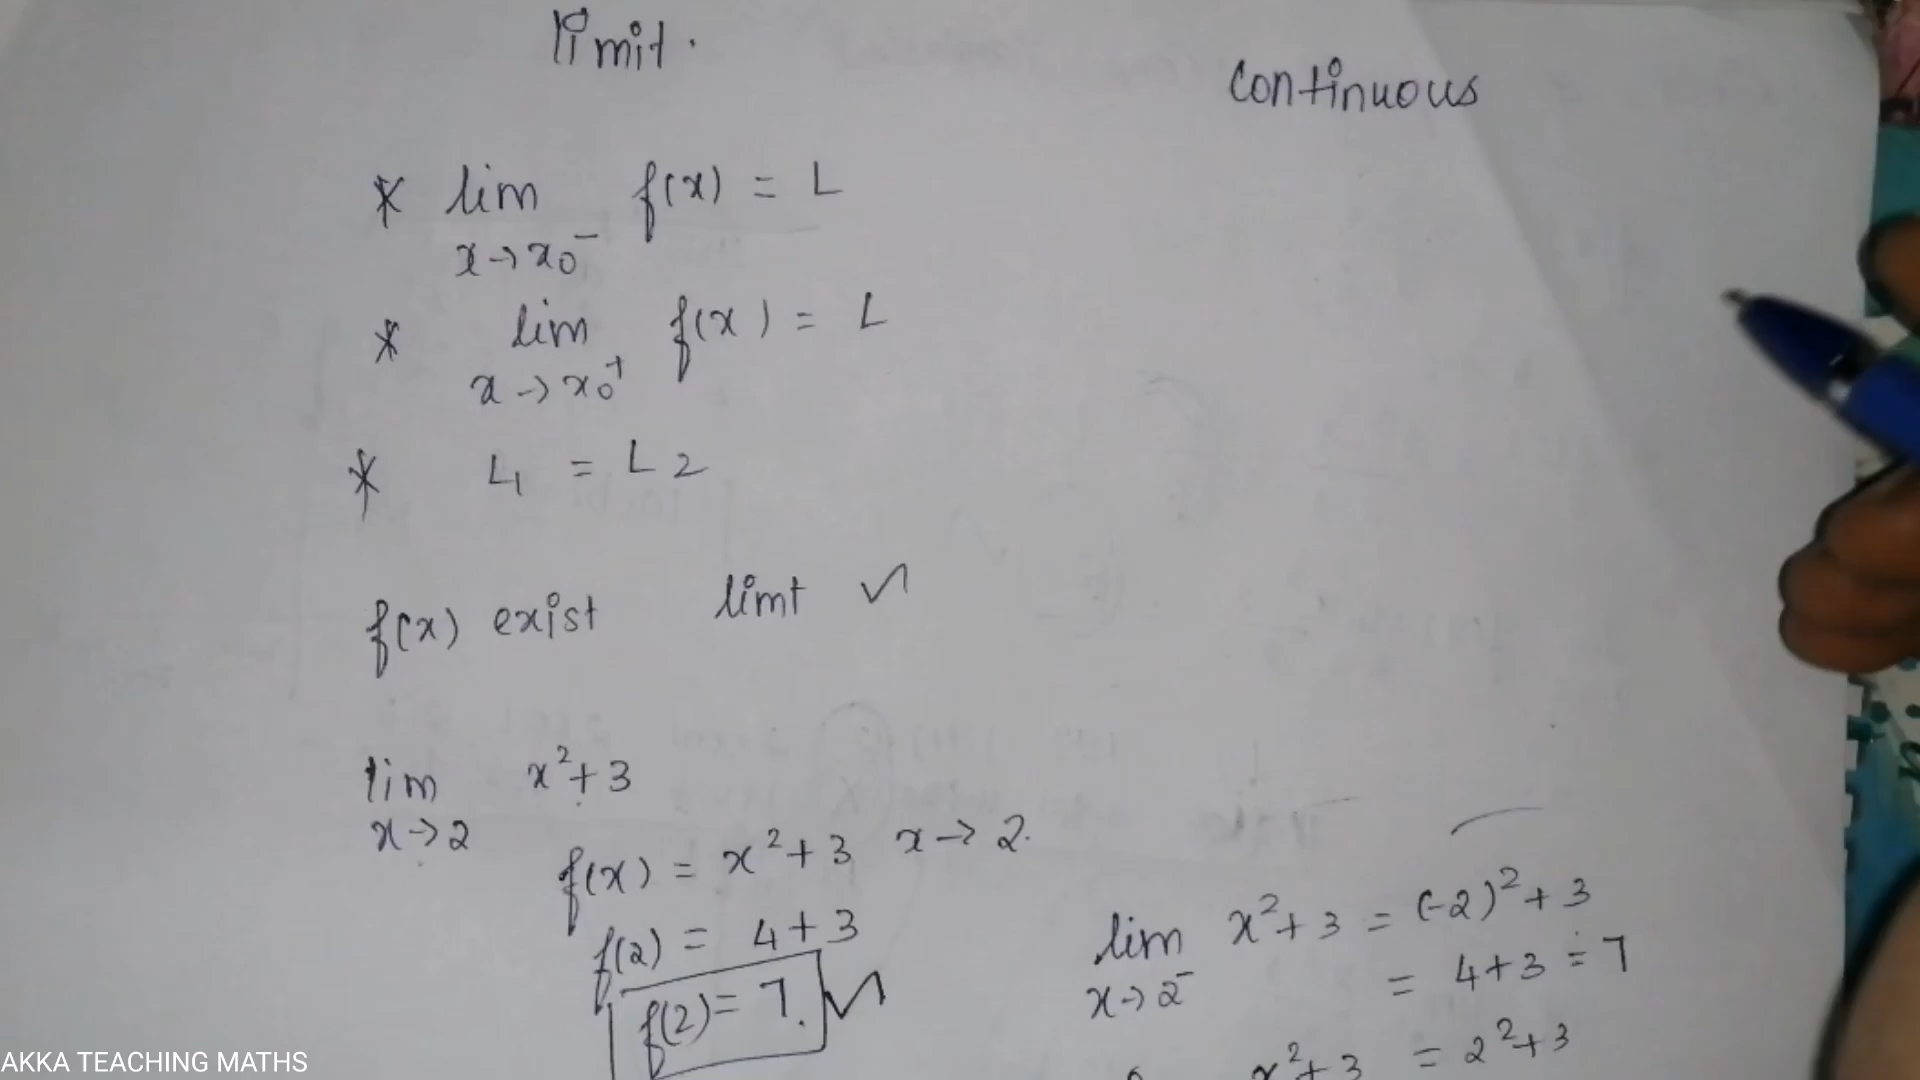 limit.
continuous
* lim f(x) = L
x→x₀⁻
* lim f(x) = L
x→x₀⁺
* L₁ = L₂
f(x) exist limt ✓
lim x²+3
x→2
f(x) = x²+3 x→2.
f(2) = 4+3
f(2) = 7. ✓
lim x²+3 = (-2)²+3
x→2⁻ = 4+3 = 7
x²+3 = 2²+3
AKKA TEACHING MATHS